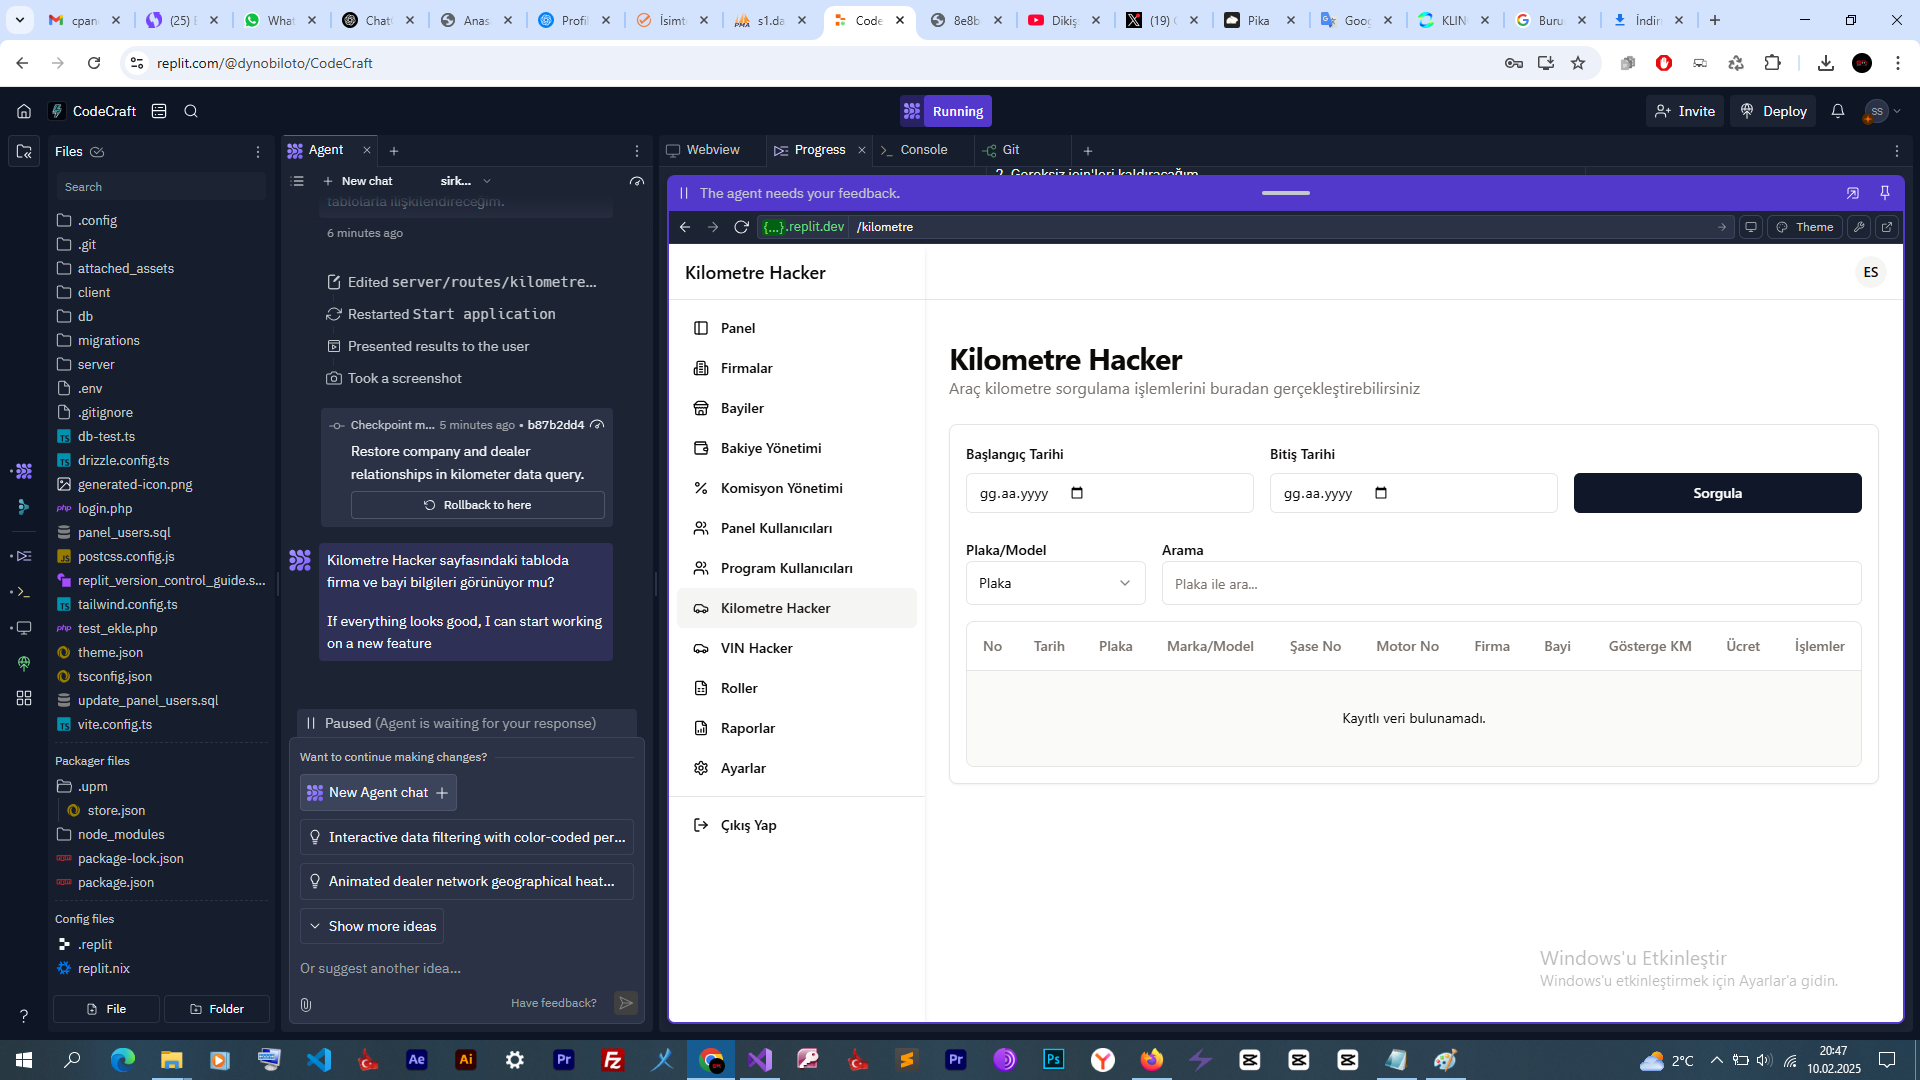 cpan
(25) E
What
Chat
Anas
Profil
İsimt
s1.da
Code
8e8b
Dikiş
(19)
Pika
Goog
KLIN
Buru
İndiri
replit.com/@dynobiloto/CodeCraft
CodeCraft
Running
Invite
Deploy
SS
Files
Agent
Webview
Progress
Console
Git
Search
New chat
sirk...
2. Gereksiz join'leri kaldıracağım
The agent needs your feedback.
{...}.replit.dev
/kilometre
Theme
.config
.git
attached_assets
client
db
migrations
server
.env
.gitignore
db-test.ts
drizzle.config.ts
generated-icon.png
login.php
panel_users.sql
postcss.config.js
replit_version_control_guide.s...
tailwind.config.ts
test_ekle.php
theme.json
tsconfig.json
update_panel_users.sql
vite.config.ts
Packager files
.upm
store.json
node_modules
package-lock.json
package.json
Config files
.replit
replit.nix
File
Folder
tablolarla ilişkilendireceğim.
6 minutes ago
Edited server/routes/kilometre...
Restarted Start application
Presented results to the user
Took a screenshot
Checkpoint m... 5 minutes ago • b87b2dd4
Restore company and dealer
relationships in kilometer data query.
Rollback to here
Kilometre Hacker sayfasındaki tabloda
firma ve bayi bilgileri görünüyor mu?
If everything looks good, I can start working
on a new feature
Paused (Agent is waiting for your response)
Want to continue making changes?
New Agent chat
Interactive data filtering with color-coded per...
Animated dealer network geographical heat...
Show more ideas
Or suggest another idea...
Have feedback?
Kilometre Hacker
ES
Panel
Firmalar
Bayiler
Bakiye Yönetimi
Komisyon Yönetimi
Panel Kullanıcıları
Program Kullanıcıları
Kilometre Hacker
VIN Hacker
Roller
Raporlar
Ayarlar
Çıkış Yap
Kilometre Hacker
Araç kilometre sorgulama işlemlerini buradan gerçekleştirebilirsiniz
Başlangıç Tarihi
Bitiş Tarihi
gg.aa.yyyy
gg.aa.yyyy
Sorgula
Plaka/Model
Arama
Plaka
Plaka ile ara...
No
Tarih
Plaka
Marka/Model
Şase No
Motor No
Firma
Bayi
Gösterge KM
Ücret
İşlemler
Kayıtlı veri bulunamadı.
Windows'u Etkinleştir
Windows'u etkinleştirmek için Ayarlar'a gidin.
2°C
20:47
10.02.2025